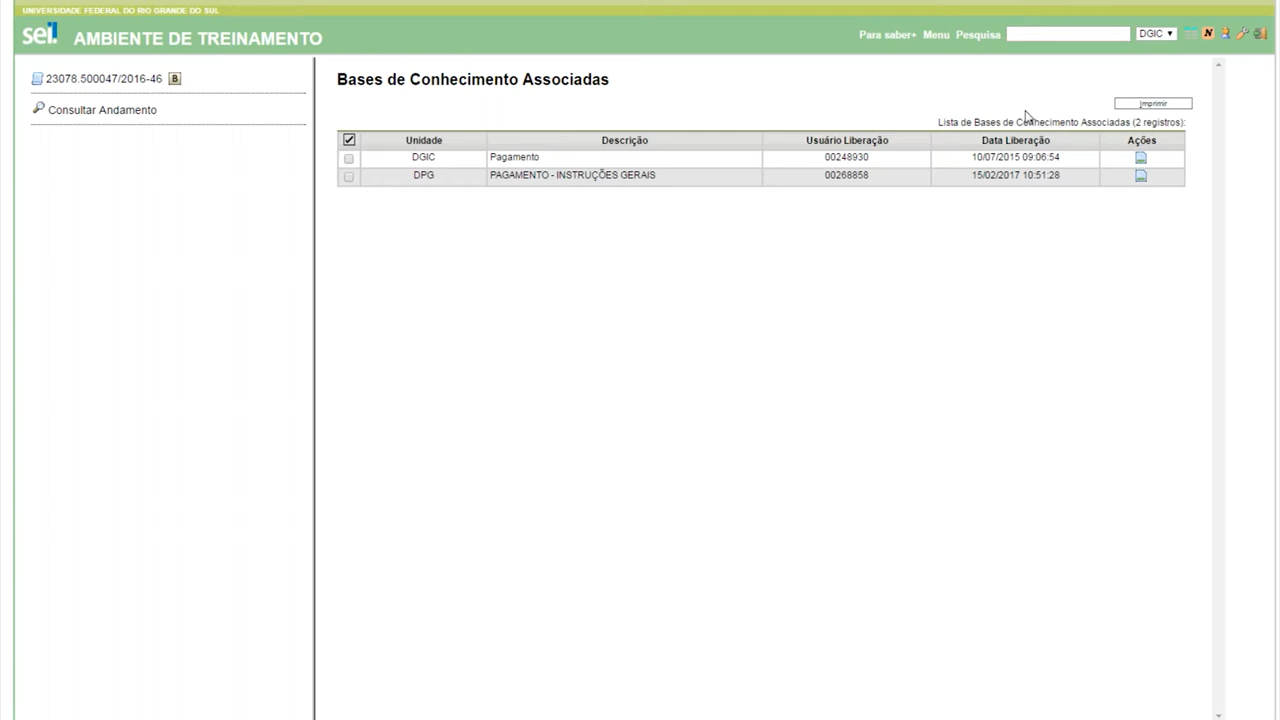 UNIVERSIDADE FEDERAL DO RIO GRANDE DO SUL
sei! AMBIENTE DE TREINAMENTO Para saber+ Menu Pesquisa DGIC N
23078.500047/2016-46 B
Consultar Andamento
Bases de Conhecimento Associadas
Imprimir
Lista de Bases de Conhecimento Associadas (2 registros):
Unidade Descrição Usuário Liberação Data Liberação Ações
DGIC Pagamento 00248930 10/07/2015 09:06:54
DPG PAGAMENTO - INSTRUÇÕES GERAIS 00268858 15/02/2017 10:51:28